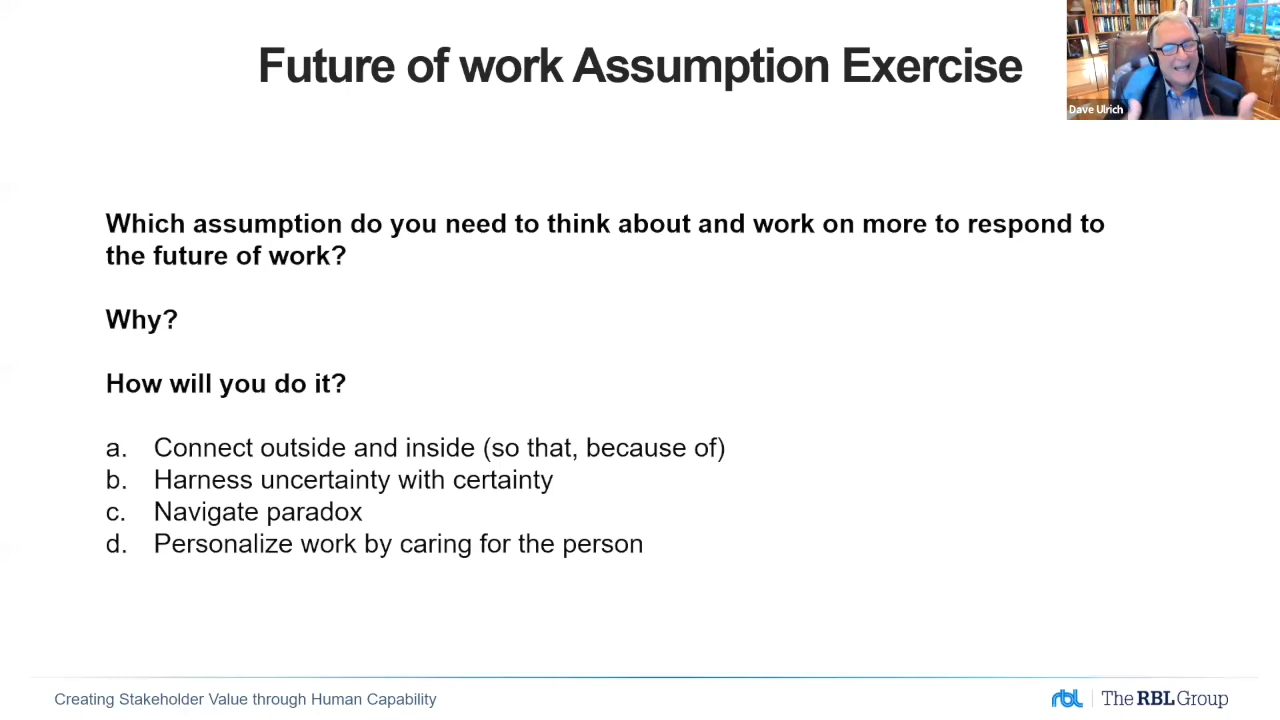 Future of work Assumption Exercise
Dave Ulrich
Which assumption do you need to think about and work on more to respond to
the future of work?
Why?
How will you do it?
a. Connect outside and inside (so that, because of)
b. Harness uncertainty with certainty
c. Navigate paradox
d. Personalize work by caring for the person
Creating Stakeholder Value through Human Capability
rbl The RBL Group